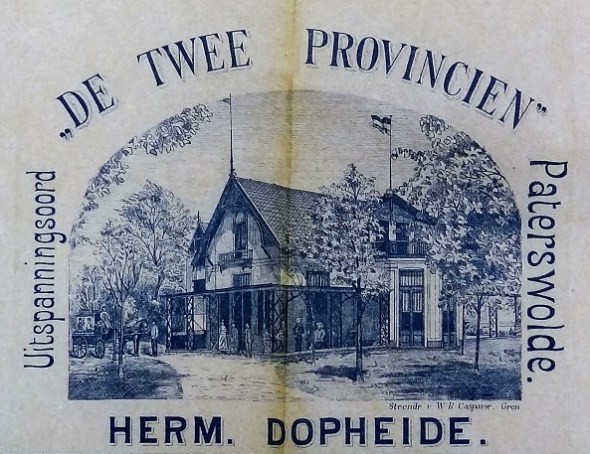 „DE TWEE PROVINCIEN”
Uitspanningsoord
Paterswolde.
Steendr. v. W R Casparie. Gron
HERM. DOPHEIDE.